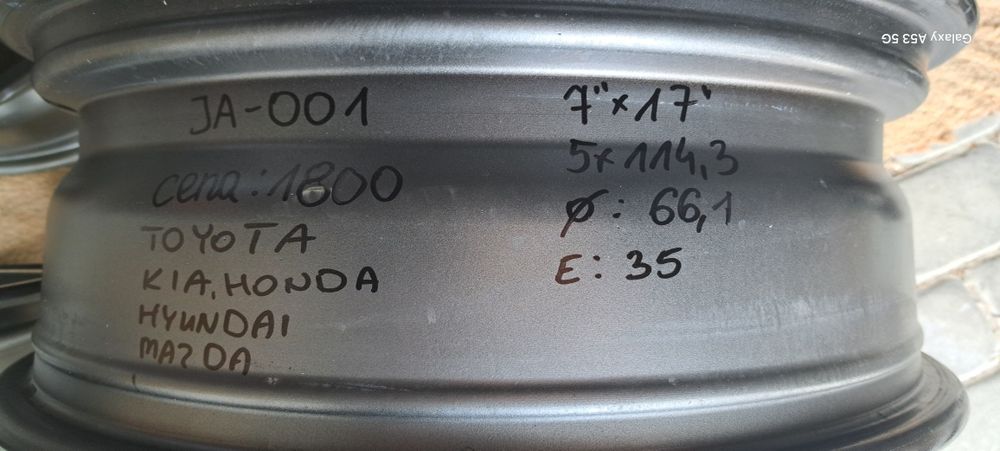 JA-001
cena: 1800
TOYOTA
KIA, HONDA
HYUNDAI
MAZDA
7"x17'
5x114,3
Ø: 66,1
E: 35
Galaxy A53 5G